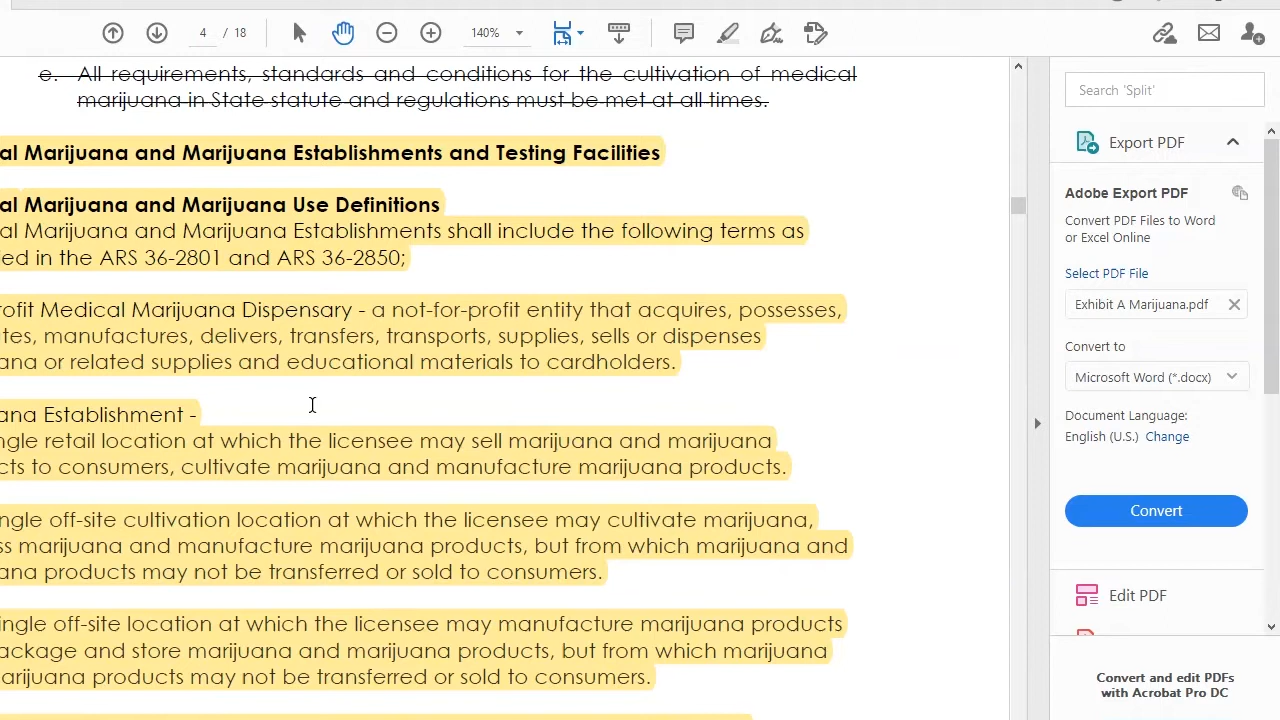 4 / 18
140%
e. All requirements, standards and conditions for the cultivation of medical
marijuana in State statute and regulations must be met at all times.
al Marijuana and Marijuana Establishments and Testing Facilities
al Marijuana and Marijuana Use Definitions
al Marijuana and Marijuana Establishments shall include the following terms as
ed in the ARS 36-2801 and ARS 36-2850;
rofit Medical Marijuana Dispensary - a not-for-profit entity that acquires, possesses,
ates, manufactures, delivers, transfers, transports, supplies, sells or dispenses
ana or related supplies and educational materials to cardholders.
ana Establishment -
ngle retail location at which the licensee may sell marijuana and marijuana
cts to consumers, cultivate marijuana and manufacture marijuana products.
ngle off-site cultivation location at which the licensee may cultivate marijuana,
ss marijuana and manufacture marijuana products, but from which marijuana and
ana products may not be transferred or sold to consumers.
ingle off-site location at which the licensee may manufacture marijuana products
ackage and store marijuana and marijuana products, but from which marijuana
arijuana products may not be transferred or sold to consumers.
Search 'Split'
Export PDF
Adobe Export PDF
Convert PDF Files to Word
or Excel Online
Select PDF File
Exhibit A Marijuana.pdf
Convert to
Microsoft Word (*.docx)
Document Language:
English (U.S.) Change
Convert
Edit PDF
Convert and edit PDFs
with Acrobat Pro DC